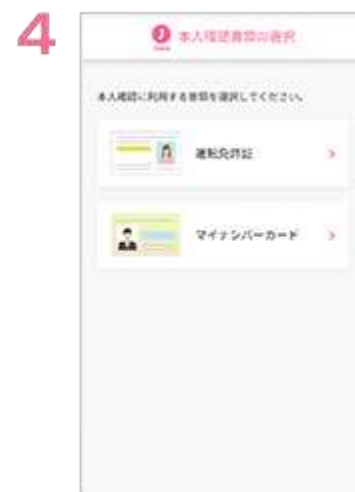 4
本人確認書類の選択
本人確認に利用する書類を選択してください。
運転免許証
マイナンバーカード